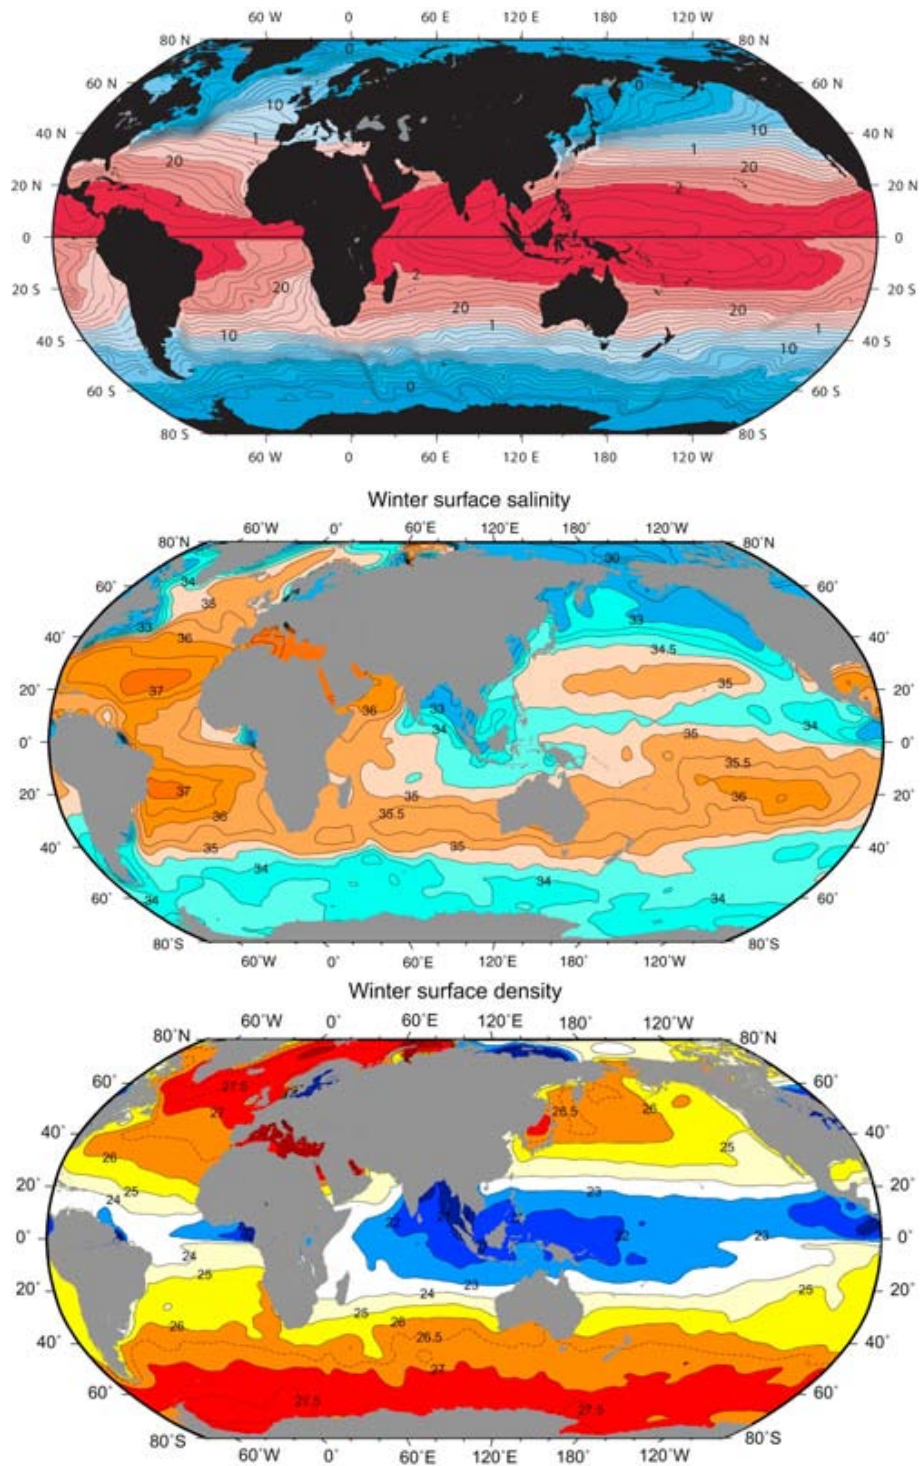 60 W 0 60 E 120 E 180 120 W
80 N 0 80 N
60 N 0 60 N
10
40 N 1 10 40 N
20 1 20
20 N 2 2 20 N
0 0
20 S 20 2 20 20 20 S
10 1 1
40 S 10 40 S
60 S 0 60 S
80 S 80 S
60 W 0 60 E 120 E 180 120 W
Winter surface salinity
60˚W 0˚ 60˚E 120˚E 180˚ 120˚W
80˚N 30 80˚N
60˚ 34 60˚
35
33 33
40˚ 36 34.5 40˚
20˚ 37 35 20˚
36 33 34
0˚ 34 35 0˚
35.5
20˚ 37 35 36 20˚
36 35.5
40˚ 35 35 40˚
34 34
60˚ 34 34 60˚
80˚S 80˚S
60˚W 0˚ 60˚E 120˚E 180˚ 120˚W
Winter surface density
60˚W 0˚ 60˚E 120˚E 180˚ 120˚W
80˚N 80˚N
60˚ 27.5 60˚
27 26.5 26
40˚ 26 25 40˚
20˚ 25 20˚
24 23
22
0˚ 22 23 0˚
24 23
20˚ 25 24 25 20˚
26 25 26
40˚ 26.5 40˚
27
60˚ 27.5 27.5 60˚
80˚S 80˚S
60˚W 0˚ 60˚E 120˚E 180˚ 120˚W